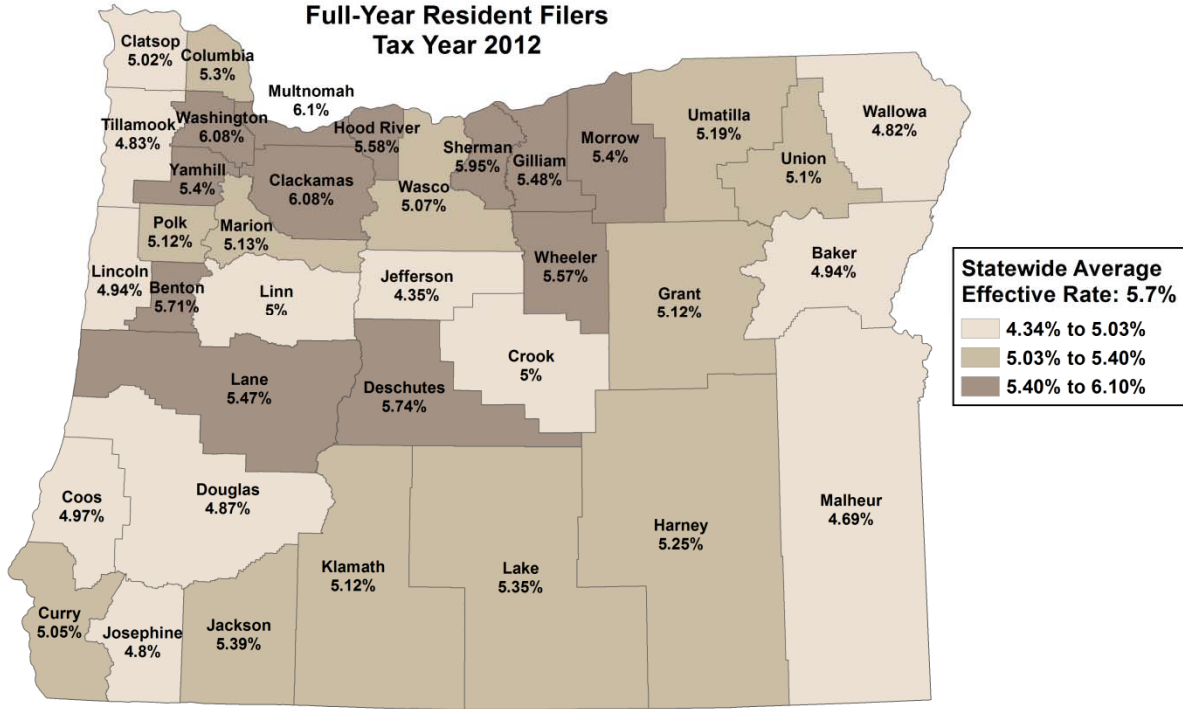 Full-Year Resident Filers
Tax Year 2012
Clatsop
5.02%
Columbia
5.3%
Multnomah
6.1%
Tillamook
4.83%
Washington
6.08%
Hood River
5.58%
Sherman
5.95%
Gilliam
5.48%
Morrow
5.4%
Umatilla
5.19%
Union
5.1%
Wallowa
4.82%
Yamhill
5.4%
Clackamas
6.08%
Wasco
5.07%
Polk
5.12%
Marion
5.13%
Wheeler
5.57%
Baker
4.94%
Lincoln
4.94%
Benton
5.71%
Linn
5%
Jefferson
4.35%
Grant
5.12%
Crook
5%
Lane
5.47%
Deschutes
5.74%
Coos
4.97%
Douglas
4.87%
Malheur
4.69%
Harney
5.25%
Klamath
5.12%
Lake
5.35%
Curry
5.05%
Josephine
4.8%
Jackson
5.39%
Statewide Average
Effective Rate: 5.7%
4.34% to 5.03%
5.03% to 5.40%
5.40% to 6.10%